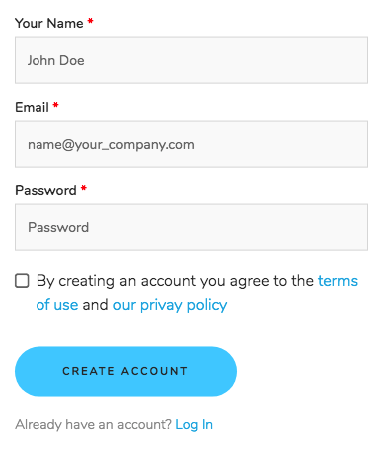 Your Name *
John Doe
Email *
name@your_company.com
Password *
Password
By creating an account you agree to the terms
of use and our privay policy
CREATE ACCOUNT
Already have an account? Log In